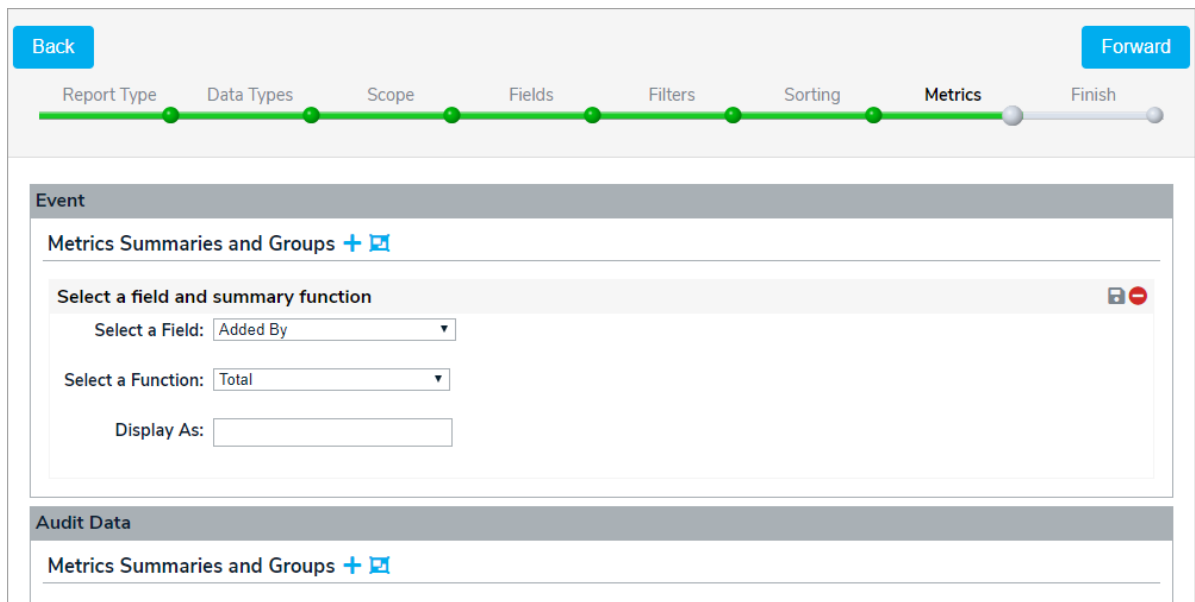 Back Forward
Report Type Data Types Scope Fields Filters Sorting Metrics Finish
Event
Metrics Summaries and Groups
Select a field and summary function
Select a Field: Added By
Select a Function: Total
Display As:
Audit Data
Metrics Summaries and Groups